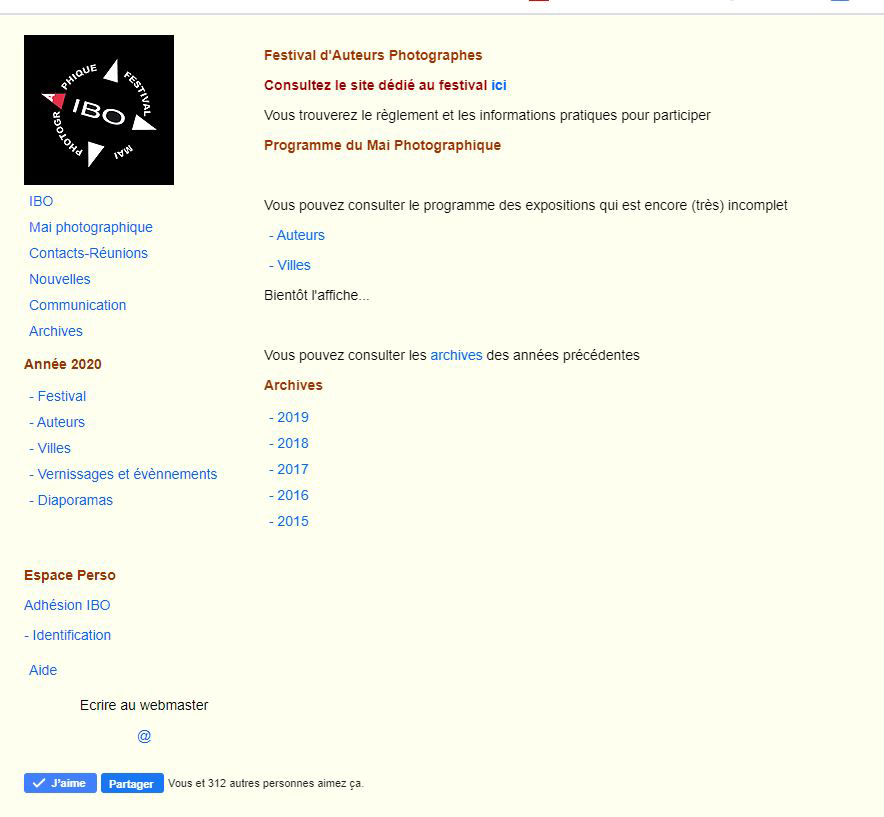 PHOTOGRAPHIQUE FESTIVAL MAI
IBO
IBO
Mai photographique
Contacts-Réunions
Nouvelles
Communication
Archives
Année 2020
- Festival
- Auteurs
- Villes
- Vernissages et évènnements
- Diaporamas
Espace Perso
Adhésion IBO
- Identification
Aide
Ecrire au webmaster
@
Festival d'Auteurs Photographes
Consultez le site dédié au festival ici
Vous trouverez le règlement et les informations pratiques pour participer
Programme du Mai Photographique
Vous pouvez consulter le programme des expositions qui est encore (très) incomplet
- Auteurs
- Villes
Bientôt l'affiche...
Vous pouvez consulter les archives des années précédentes
Archives
- 2019
- 2018
- 2017
- 2016
- 2015
J'aime Partager Vous et 312 autres personnes aimez ça.